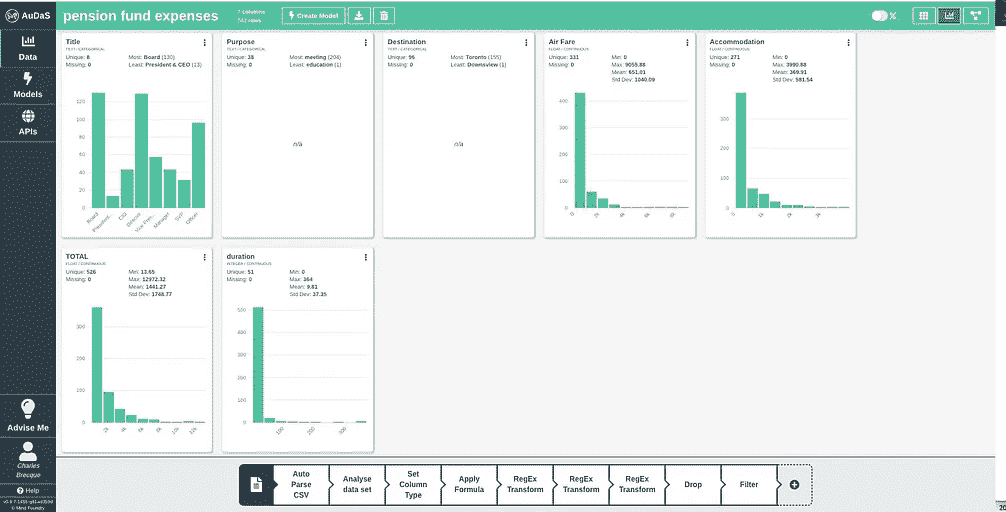 AuDaS
pension fund expenses
7 columns
542 rows
Create Model
Data
Models
APIs
Advise Me
Charles
Brecque
Help
© Mind Foundry
Title
TEXT / CATEGORICAL
Unique: 8
Missing: 0
Most: Board (130)
Least: President & CEO (13)
120
100
80
60
40
20
0
Board
President...
CIO
Director
Vice Pres...
Manager
SVP
Officer
Purpose
TEXT / CATEGORICAL
Unique: 38
Missing: 0
Most: meeting (204)
Least: education (1)
n/a
Destination
TEXT / CATEGORICAL
Unique: 96
Missing: 0
Most: Toronto (155)
Least: Downsview (1)
n/a
Air Fare
FLOAT / CONTINUOUS
Unique: 331
Missing: 0
Min: 0
Max: 9055.88
Mean: 651.01
Std Dev: 1040.09
400
300
200
100
0
0
2k
4k
6k
8k
Accommodation
FLOAT / CONTINUOUS
Unique: 271
Missing: 0
Min: 0
Max: 3999.88
Mean: 369.91
Std Dev: 581.54
400
300
200
100
0
0
1k
2k
3k
TOTAL
FLOAT / CONTINUOUS
Unique: 526
Missing: 0
Min: 13.65
Max: 12972.32
Mean: 1441.27
Std Dev: 1748.77
300
200
100
0
2k
4k
6k
8k
10k
12k
duration
INTEGER / CONTINUOUS
Unique: 51
Missing: 0
Min: 0
Max: 364
Mean: 9.81
Std Dev: 37.35
500
400
300
200
100
0
100
200
300
Auto
Parse
CSV
Analyse
data set
Set
Column
Type
Apply
Formula
RegEx
Transform
RegEx
Transform
RegEx
Transform
Drop
Filter